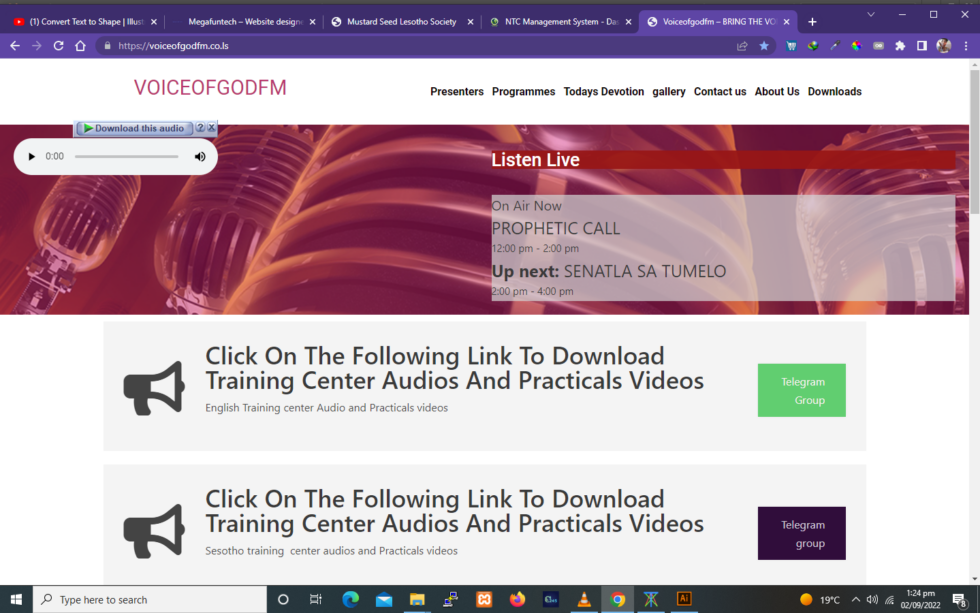 (1) Convert Text to Shape | Illust
Megafuntech – Website designe
Mustard Seed Lesotho Society
NTC Management System - Das
Voiceofgodfm – BRING THE VOI
https://voiceofgodfm.co.ls
VOICEOFGODFM
Presenters Programmes Todays Devotion gallery Contact us About Us Downloads
Download this audio ? X
0:00
Listen Live
On Air Now
PROPHETIC CALL
12:00 pm - 2:00 pm
Up next: SENATLA SA TUMELO
2:00 pm - 4:00 pm
Click On The Following Link To Download
Training Center Audios And Practicals Videos
English Training center Audio and Practicals videos
Telegram
Group
Click On The Following Link To Download
Training Center Audios And Practicals Videos
Sesotho training center audios and Practicals videos
Telegram
group
Type here to search
Ai
19°C
1:24 pm
02/09/2022